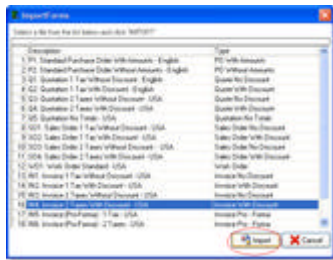 ImportForms
Select a file from the list below and click "IMPORT"
Description Type
1 P1. Standard Purchase Order With Amounts - English PO With Amounts
2 P2. Standard Purchase Order Without Amounts - English PO Without Amounts
3 Q1. Quotation 1 Tax Without Discount - English Quote No Discount
4 Q2. Quotation 1 Tax With Discount - English Quote With Discount
5 Q3. Quotation 2 Taxes Without Discount - USA Quote No Discount
6 Q4. Quotation 2 Taxes With Discount - USA Quote With Discount
7 Q5. Quotation No Totals - USA Quotation No Totals
8 SO1. Sales Order 1 Tax Without Discount - USA Sales Order No Discount
9 SO2. Sales Order 1 Tax With Discount - USA Sales Order With Discount
10 SO3. Sales Order 2 Taxes Without Discount - USA Sales Order No Discount
11 SO4. Sales Order 2 Taxes With Discount - USA Sales Order With Discount
12 WO1. Work Order Standard - USA Work Order
13 IN1. Invoice 1 Tax Without Discount - USA Invoice No Discount
14 IN2. Invoice 1 Tax With Discount - USA Invoice With Discount
15 IN3. Invoice 2 Taxes Without Discount - USA Invoice No Discount
16 IN4. Invoice 2 Taxes With Discount - USA Invoice With Discount
17 IN5. Invoice (Pro-Forma) 1 Tax - USA Invoice Pro - Forma
18 IN6. Invoice (Pro-Forma) 2 Taxes - USA Invoice Pro - Forma
Import Cancel